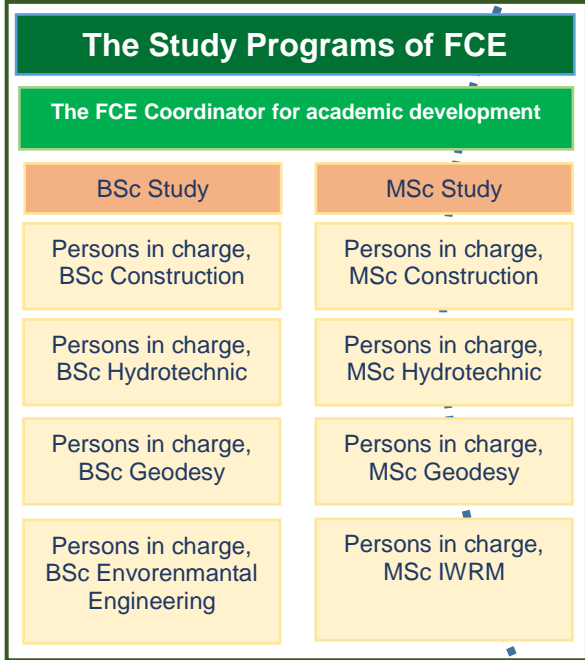 The Study Programs of FCE
The FCE Coordinator for academic development
BSc Study
MSc Study
Persons in charge,
BSc Construction
Persons in charge,
MSc Construction
Persons in charge,
BSc Hydrotechnic
Persons in charge,
MSc Hydrotechnic
Persons in charge,
BSc Geodesy
Persons in charge,
MSc Geodesy
Persons in charge,
BSc Envorenmantal
Engineering
Persons in charge,
MSc IWRM